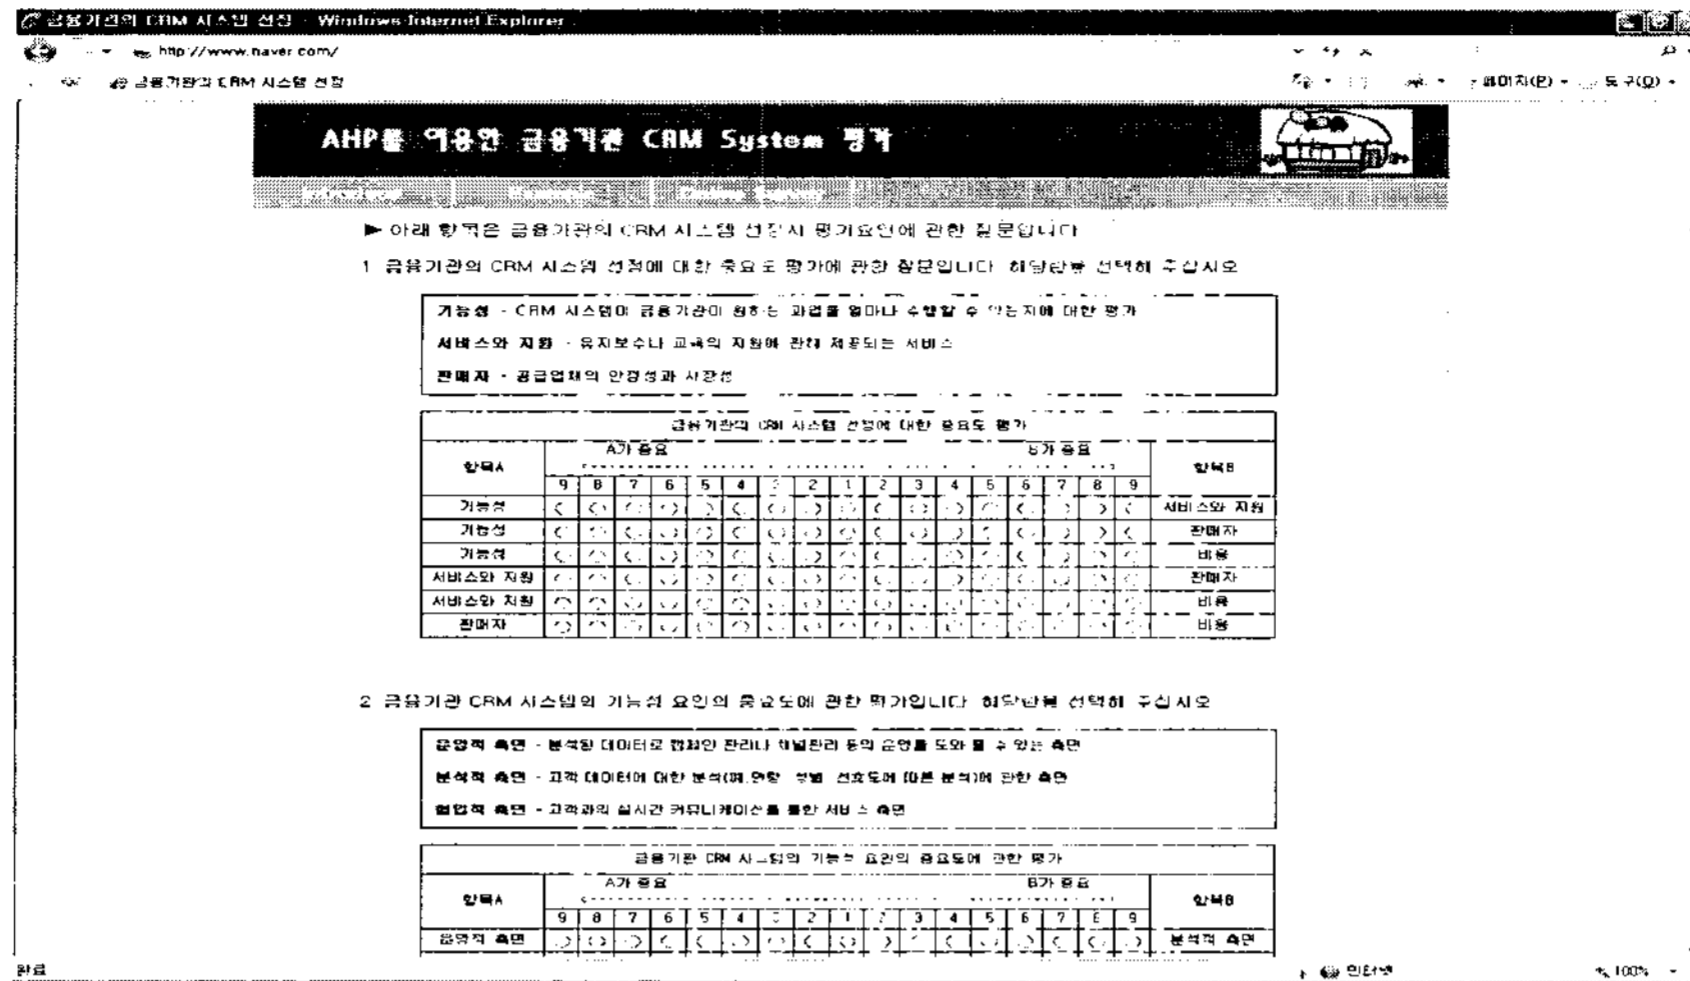 금융기관의 CRM 시스템 선정 - Windows Internet Explorer
http://www.naver.com/
금융기관의 CRM 시스템 선정
페이지(P) 도구(O)
AHP를 이용한 금융기관 CRM System 평가
▶ 아래 항목은 금융기관의 CRM 시스템 선정시 평가요인에 관한 질문입니다
1 금융기관의 CRM 시스템 선정에 대한 중요도 평가에 관한 질문입니다 해당란을 선택해 주십시오
기능성 - CRM 시스템이 금융기관이 원하는 과업을 얼마나 수행할 수 있는지에 대한 평가
서비스와 지원 - 유지보수나 교육의 지원에 관해 제공되는 서비스
판매자 - 공급업체의 안정성과 시장성
금융기관의 CRM 시스템 선정에 대한 중요도 평가
항목A A가 중요 B가 중요 항목B
9 8 7 6 5 4 3 2 1 2 3 4 5 6 7 8 9
기능성 서비스와 지원
기능성 판매자
기능성 비용
서비스와 지원 판매자
서비스와 지원 비용
판매자 비용
2 금융기관 CRM 시스템의 기능성 요인의 중요도에 관한 평가입니다 해당란을 선택해 주십시오
운영적 측면 - 분석된 데이터로 캠페인 관리나 채널관리 등의 운영를 도와 줄 수 있는 측면
분석적 측면 - 고객 데이터에 대한 분석(예.연령 성별 선호도에 따른 분석)에 관한 측면
협업적 측면 - 고객과의 실시간 커뮤니케이션를 통한 서비스 측면
금융기관 CRM 시스템의 기능성 요인의 중요도에 관한 평가
항목A A가 중요 B가 중요 항목B
9 8 7 6 5 4 3 2 1 2 3 4 5 6 7 8 9
운영적 측면 분석적 측면
완료 인터넷 100%